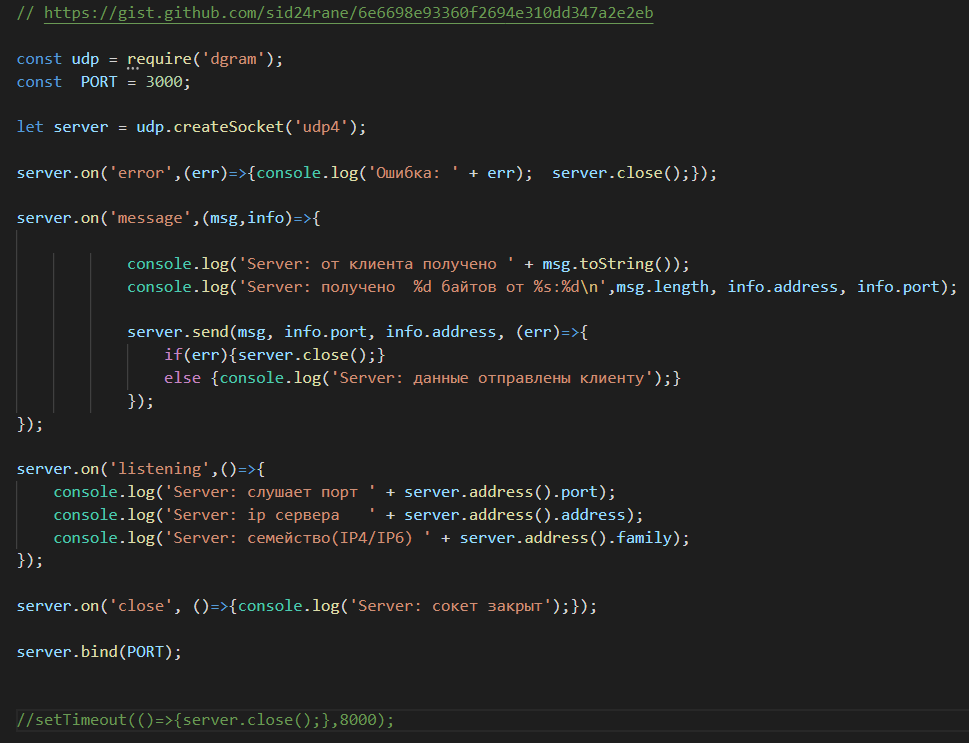 // https://gist.github.com/sid24rane/6e6698e93360f2694e310dd347a2e2eb
const udp = require('dgram');
const  PORT = 3000;
let server = udp.createSocket('udp4');
server.on('error',(err)=>{console.log('Ошибка: ' + err);  server.close();});
server.on('message',(msg,info)=>{
            console.log('Server: от клиента получено ' + msg.toString());
            console.log('Server: получено  %d байтов от %s:%d\n',msg.length, info.address, info.port);
            server.send(msg, info.port, info.address, (err)=>{
                if(err){server.close();}
                else {console.log('Server: данные отправлены клиенту');}
            });
});
server.on('listening',()=>{
    console.log('Server: слушает порт ' + server.address().port);
    console.log('Server: ip сервера   ' + server.address().address);
    console.log('Server: семейство(IP4/IP6) ' + server.address().family);
});
server.on('close', ()=>{console.log('Server: сокет закрыт');});
server.bind(PORT);
//setTimeout(()=>{server.close();},8000);